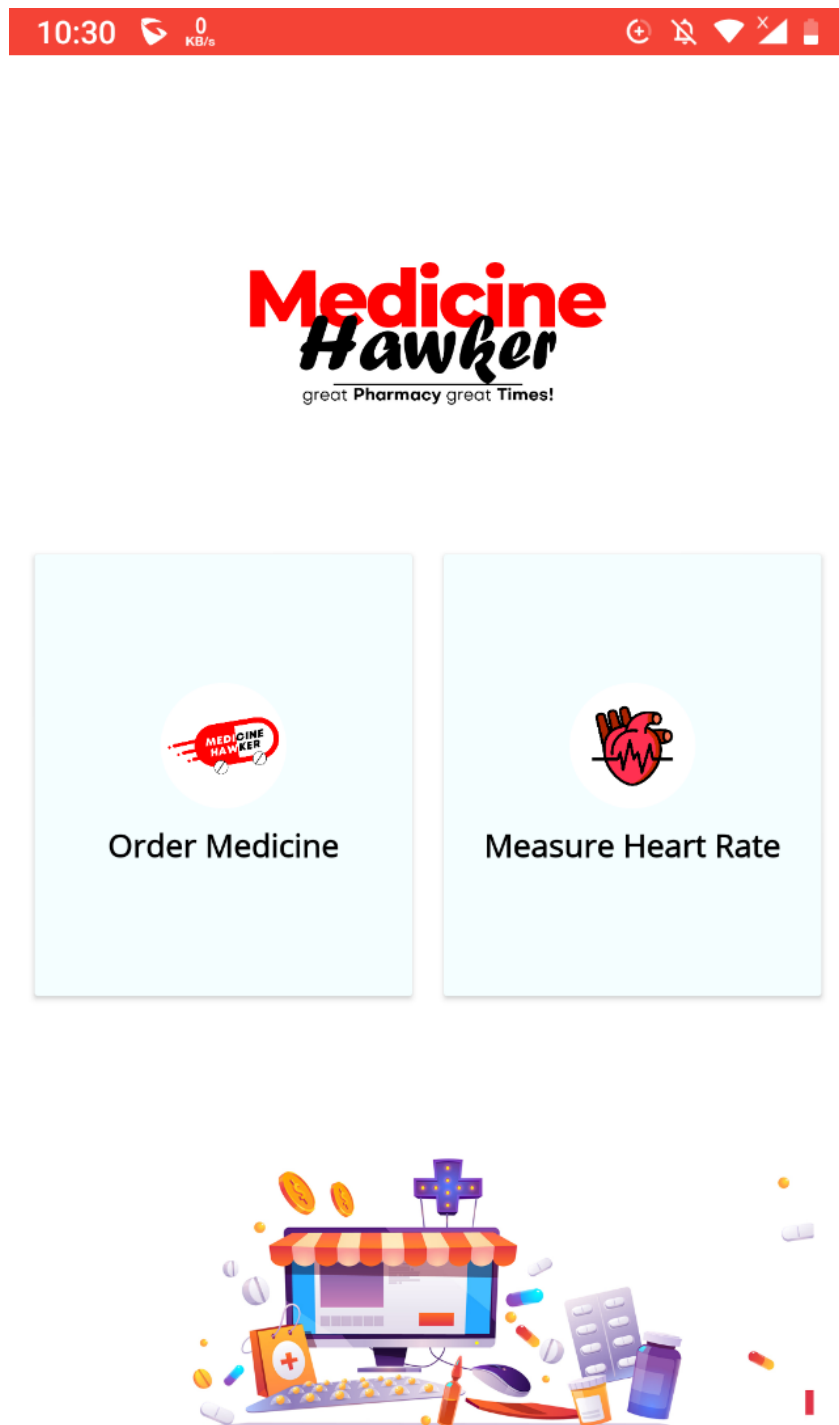 10:30 0 KB/s
Medicine
Hawker
great Pharmacy great Times!
MEDICINE
HAWKER
Order Medicine
Measure Heart Rate